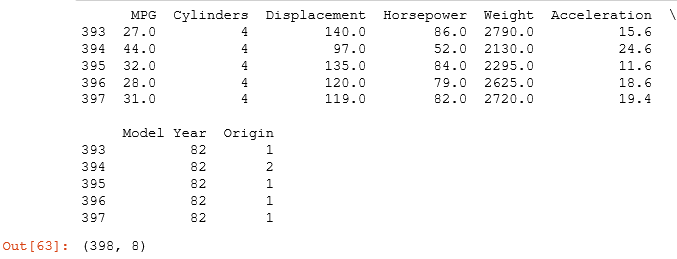 MPG Cylinders Displacement Horsepower Weight Acceleration \
393 27.0 4 140.0 86.0 2790.0 15.6
394 44.0 4 97.0 52.0 2130.0 24.6
395 32.0 4 135.0 84.0 2295.0 11.6
396 28.0 4 120.0 79.0 2625.0 18.6
397 31.0 4 119.0 82.0 2720.0 19.4
Model Year Origin
393 82 1
394 82 2
395 82 1
396 82 1
397 82 1
Out[63]: (398, 8)